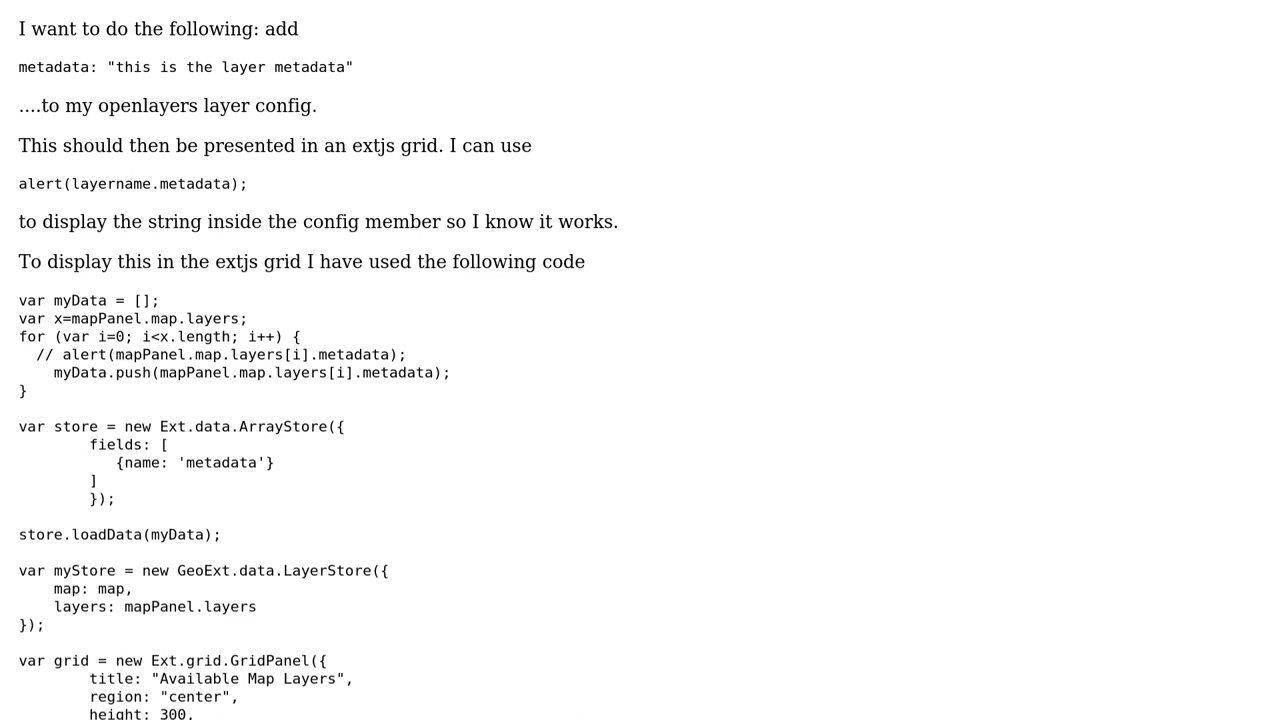 I want to do the following: add
metadata: "this is the layer metadata"
....to my openlayers layer config.
This should then be presented in an extjs grid. I can use
alert(layername.metadata);
to display the string inside the config member so I know it works.
To display this in the extjs grid I have used the following code
var myData = [];
var x=mapPanel.map.layers;
for (var i=0; i<x.length; i++) {
  // alert(mapPanel.map.layers[i].metadata);
    myData.push(mapPanel.map.layers[i].metadata);
}
var store = new Ext.data.ArrayStore({
        fields: [
           {name: 'metadata'}
        ]
        });
store.loadData(myData);
var myStore = new GeoExt.data.LayerStore({
    map: map,
    layers: mapPanel.layers
});
var grid = new Ext.grid.GridPanel({
        title: "Available Map Layers",
        region: "center",
        height: 300,